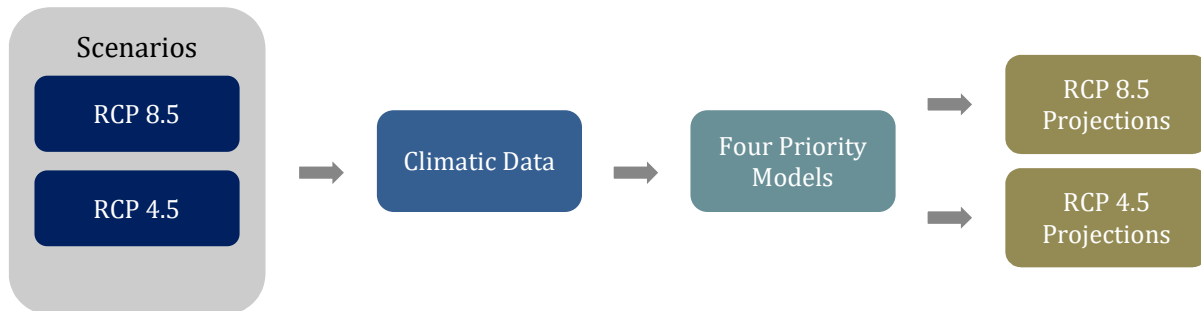 Scenarios
RCP 8.5
RCP 4.5
Climatic Data
Four Priority
Models
RCP 8.5
Projections
RCP 4.5
Projections